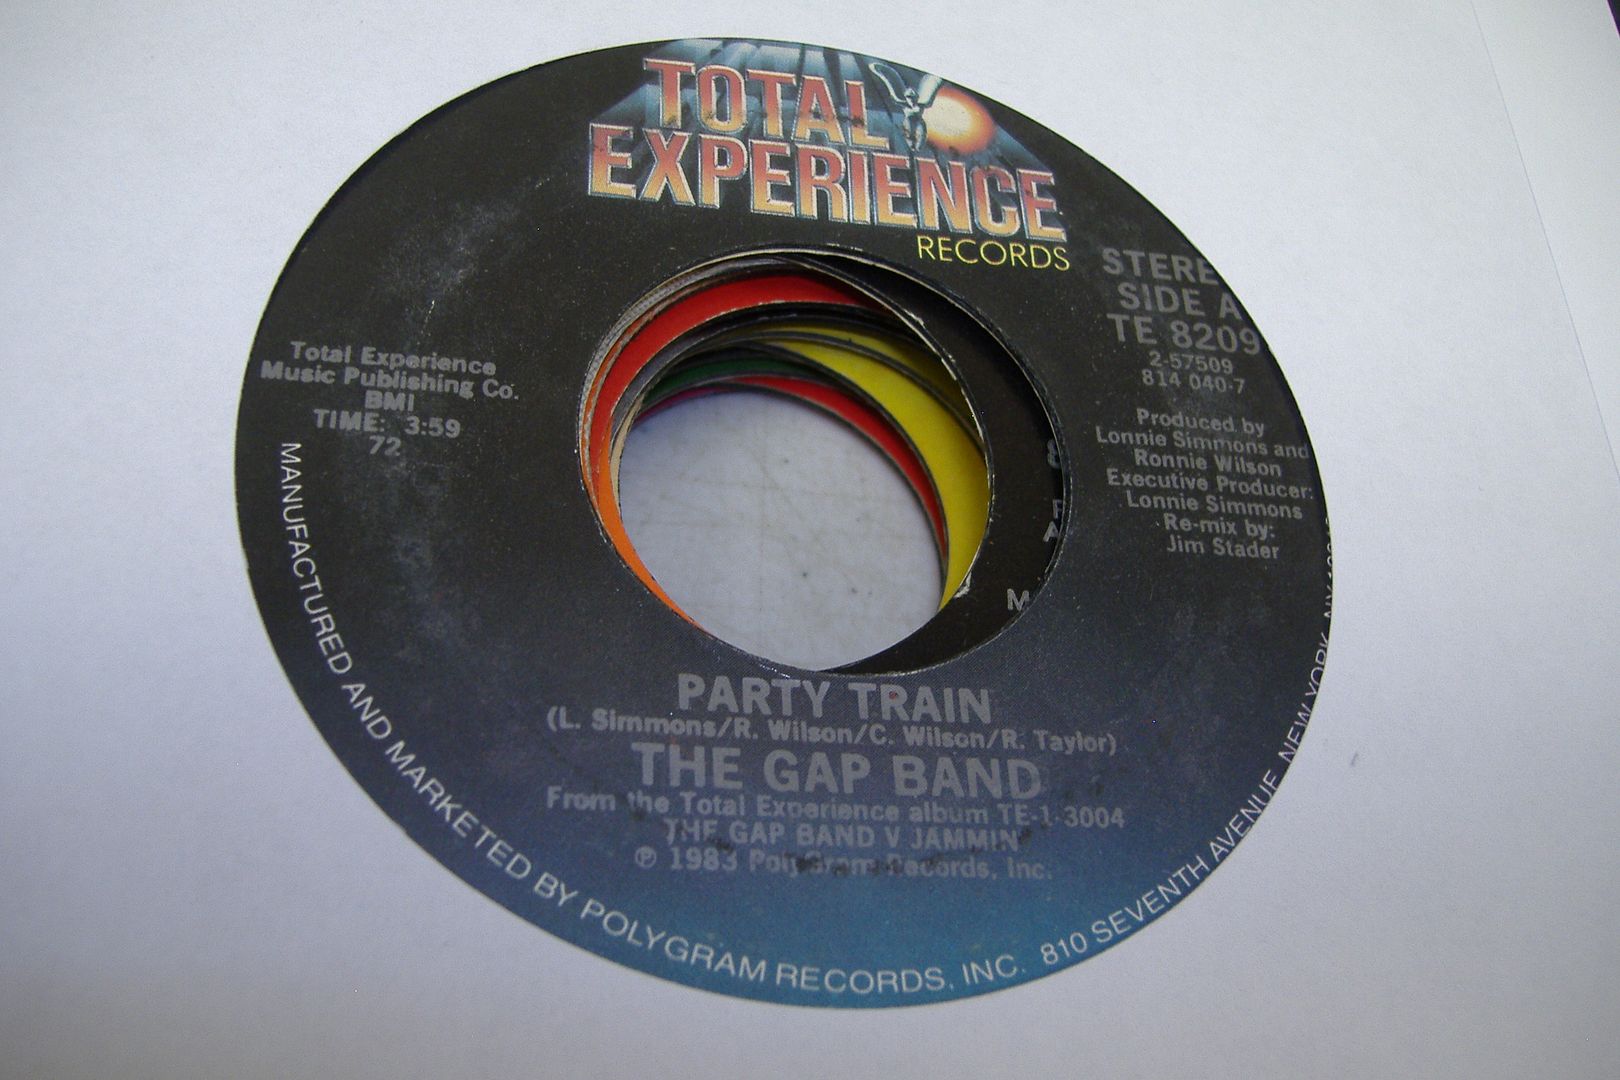 TOTAL
EXPERIENCE
RECORDS
STERE
SIDE A
TE 8209
2-57509
814 040-7
Produced by
Lonnie Simmons and
Ronnie Wilson
Executive Producer:
Lonnie Simmons
Re-mix by:
Jim Stader
Total Experience
Music Publishing Co.
BMI
TIME: 3:59
72
PARTY TRAIN
(L. Simmons/R. Wilson/C. Wilson/R. Taylor)
THE GAP BAND
From the Total Experience album TE-1-3004
THE GAP BAND V JAMMIN'
℗ 1983 PolyGram Records, Inc.
MANUFACTURED AND MARKETED BY POLYGRAM RECORDS, INC. 810 SEVENTH AVENUE, NEW YORK, NY